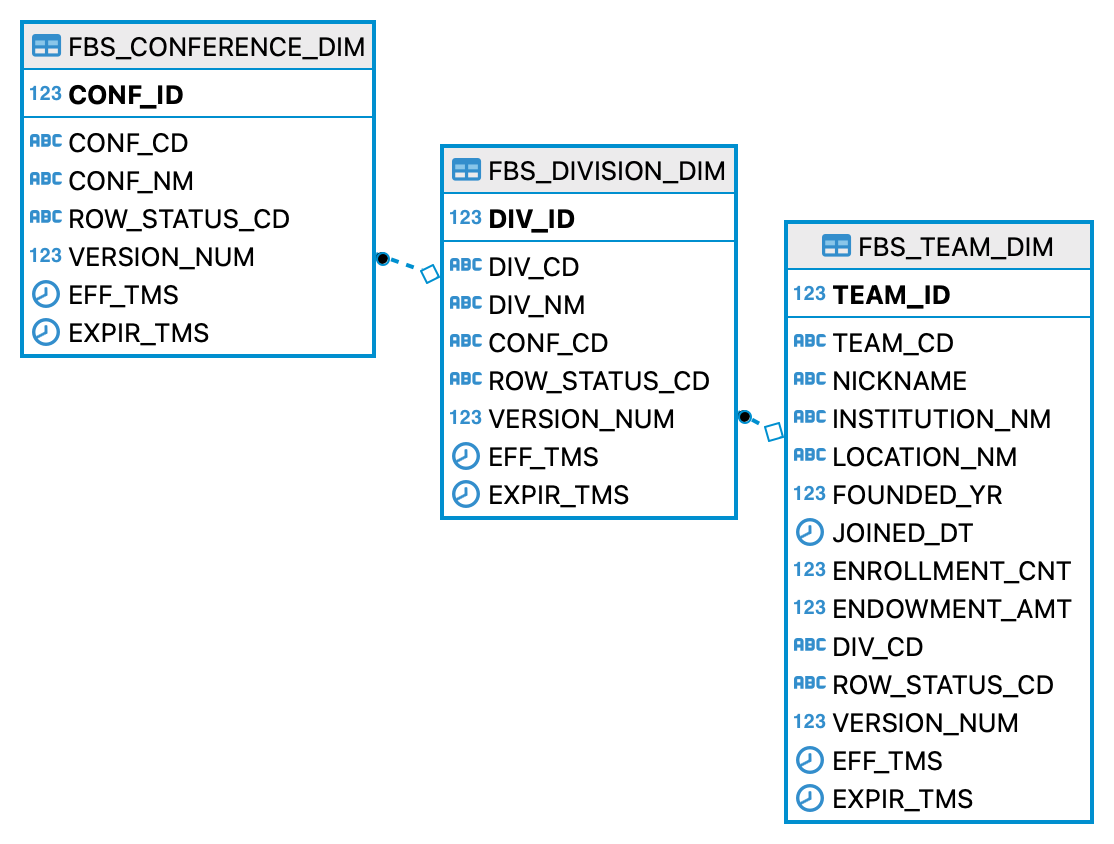 FBS_CONFERENCE_DIM
123 CONF_ID
ABC CONF_CD
ABC CONF_NM
ABC ROW_STATUS_CD
123 VERSION_NUM
EFF_TMS
EXPIR_TMS
FBS_DIVISION_DIM
123 DIV_ID
ABC DIV_CD
ABC DIV_NM
ABC CONF_CD
ABC ROW_STATUS_CD
123 VERSION_NUM
EFF_TMS
EXPIR_TMS
FBS_TEAM_DIM
123 TEAM_ID
ABC TEAM_CD
ABC NICKNAME
ABC INSTITUTION_NM
ABC LOCATION_NM
123 FOUNDED_YR
JOINED_DT
123 ENROLLMENT_CNT
123 ENDOWMENT_AMT
ABC DIV_CD
ABC ROW_STATUS_CD
123 VERSION_NUM
EFF_TMS
EXPIR_TMS